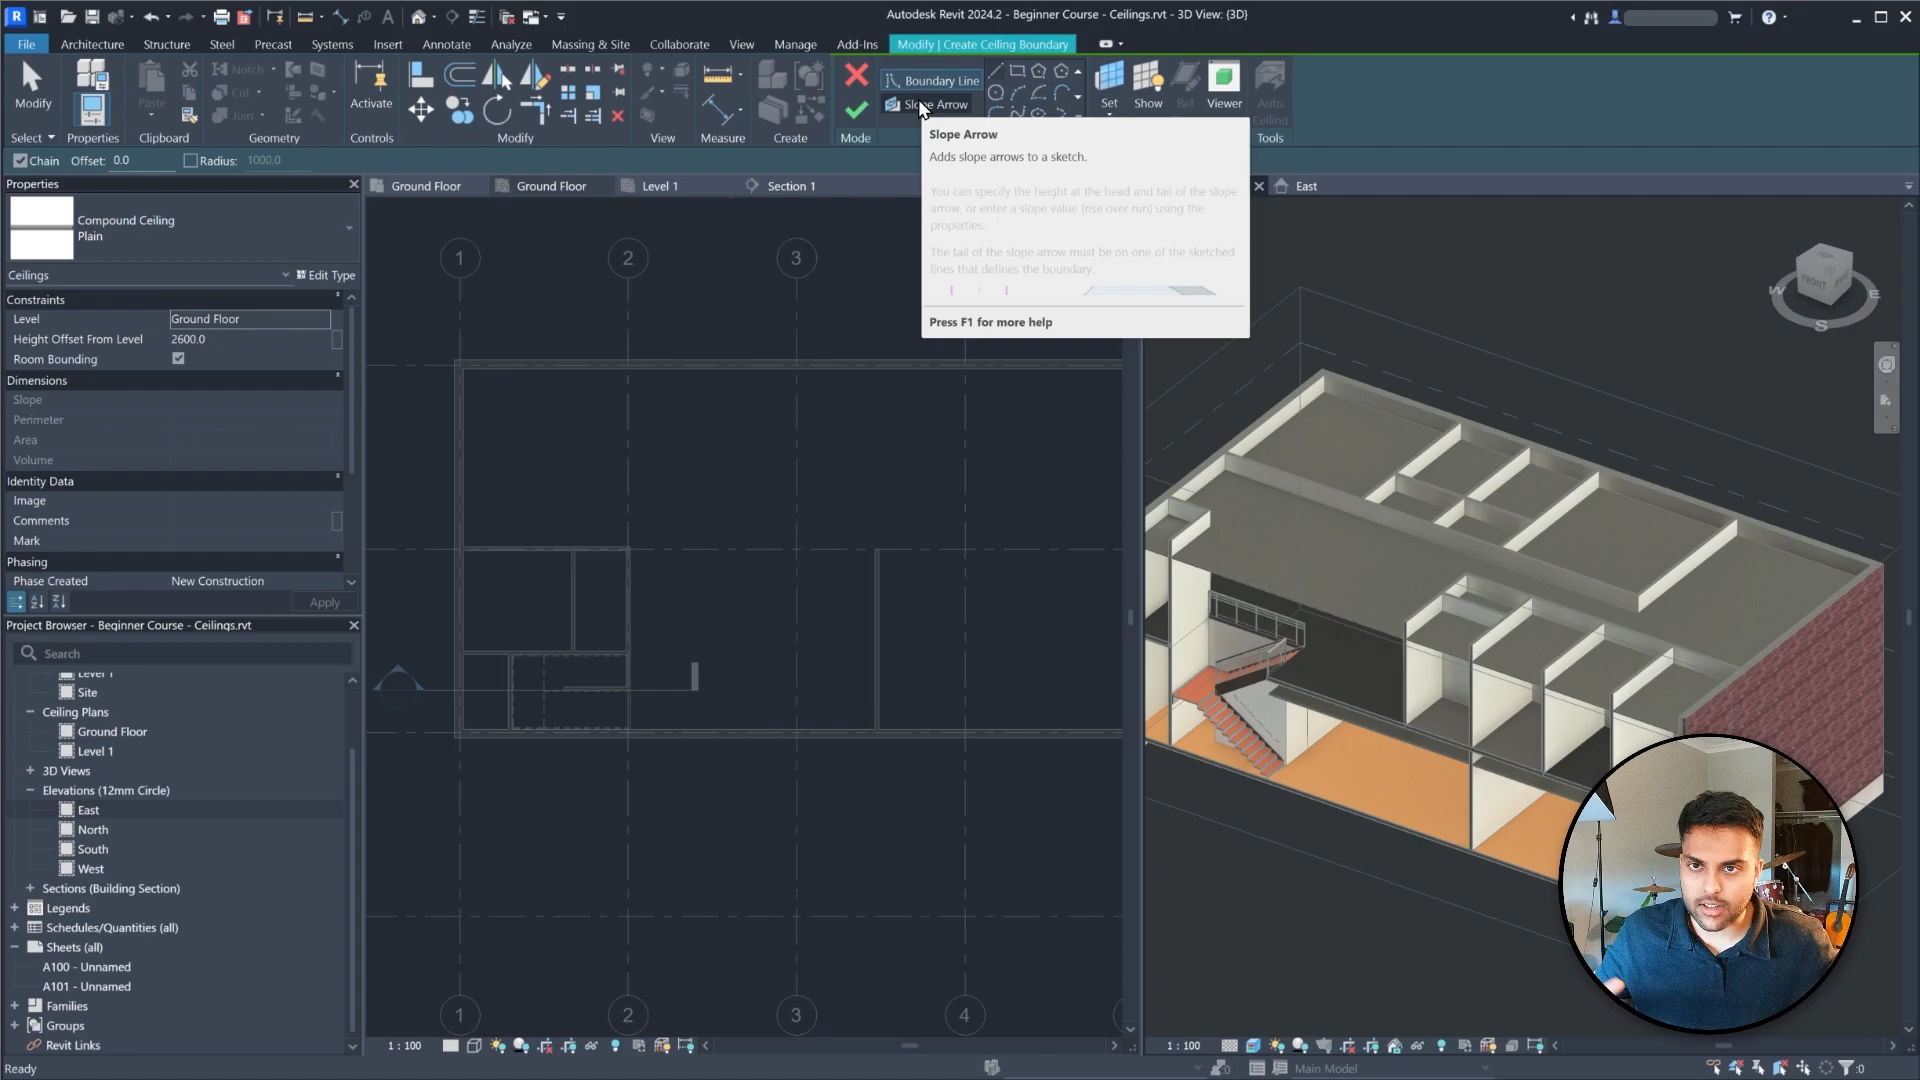 Autodesk Revit 2024.2 - Beginner Course - Ceilings.rvt - 3D View: {3D}
File Architecture Structure Steel Precast Systems Insert Annotate Analyze Massing & Site Collaborate View Manage Add-Ins Modify | Create Ceiling Boundary
Modify
Properties
Paste
Notch
Cut
Join
Activate
Boundary Line
Slope Arrow
Set Show Ref Viewer Auto Ceiling
Select Properties Clipboard Geometry Controls Modify View Measure Create Mode Tools
Chain Offset: 0.0 Radius: 1000.0
Slope Arrow
Adds slope arrows to a sketch.
You can specify the height at the head and tail of the slope
arrow, or enter a slope value (rise over run) using the
properties.
The tail of the slope arrow must be on one of the sketched
lines that defines the boundary.
Press F1 for more help
Properties
Compound Ceiling
Plain
Ceilings Edit Type
Constraints
Level Ground Floor
Height Offset From Level 2600.0
Room Bounding
Dimensions
Slope
Perimeter
Area
Volume
Identity Data
Image
Comments
Mark
Phasing
Phase Created New Construction
Apply
Project Browser - Beginner Course - Ceilings.rvt
Search
Level 1
Site
Ceiling Plans
Ground Floor
Level 1
3D Views
Elevations (12mm Circle)
East
North
South
West
Sections (Building Section)
Legends
Schedules/Quantities (all)
Sheets (all)
A100 - Unnamed
A101 - Unnamed
Families
Groups
Revit Links
Ground Floor Ground Floor Level 1 Section 1 East
1 2 3
1 2 3 4
TOP
FRONT
W E
S
1 : 100
1 : 100
Ready
:0
Main Model
:0